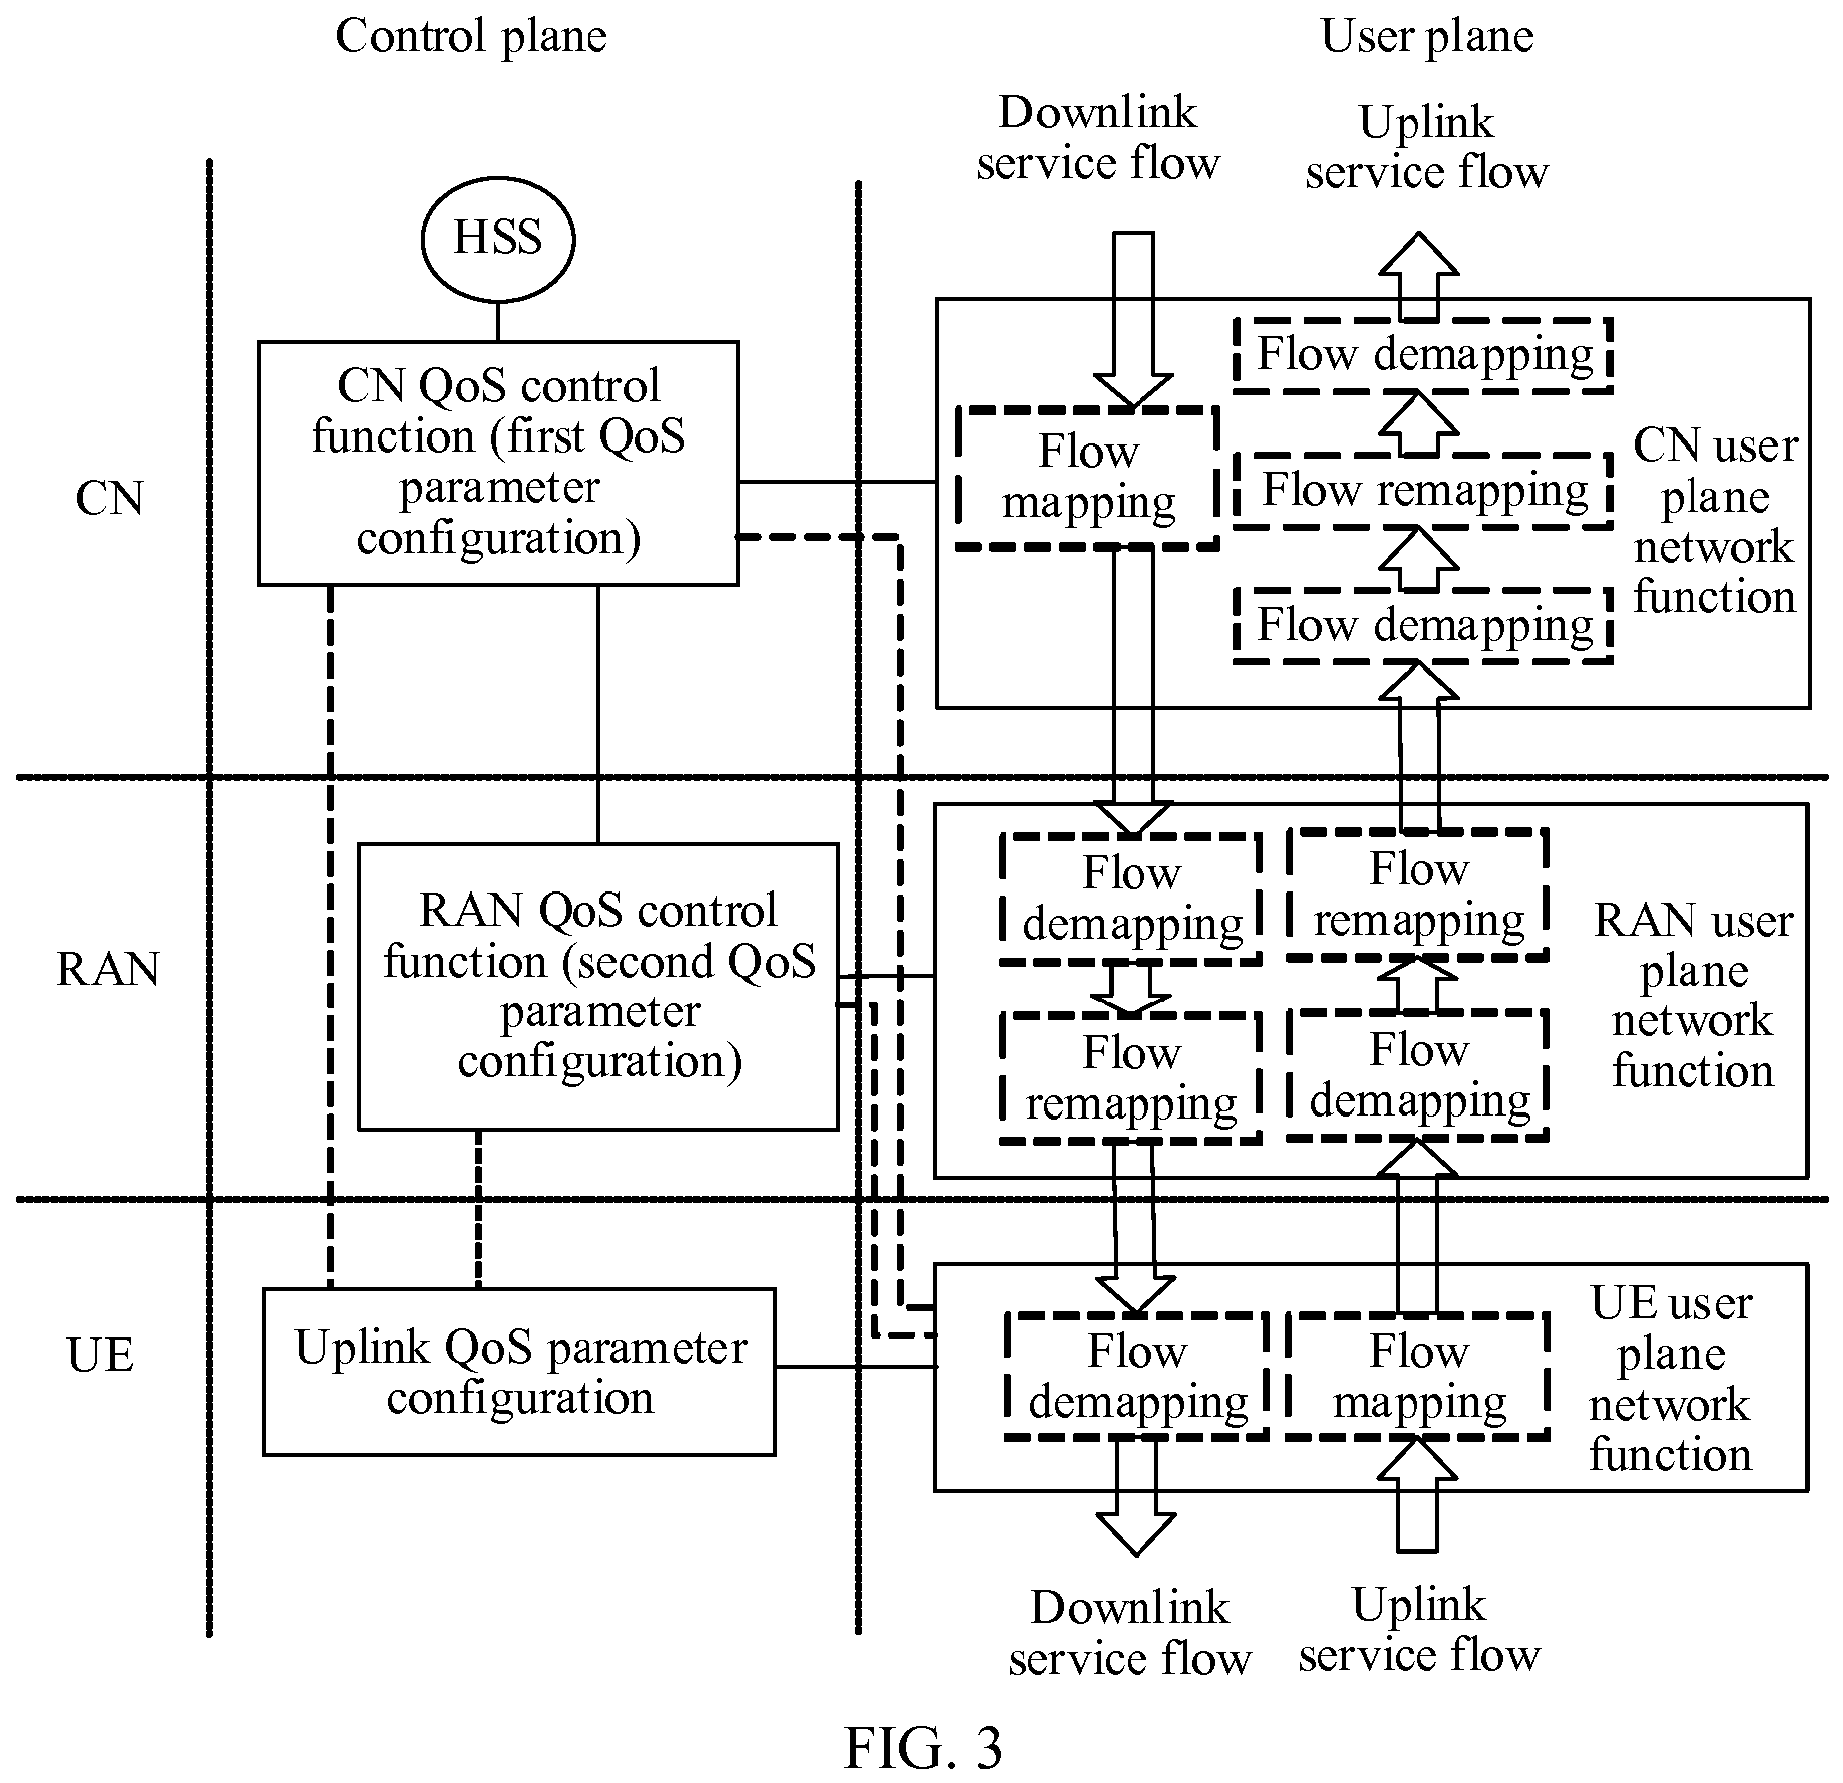 Control plane
User plane
Downlink
service flow
Uplink
service flow
HSS
CN
CN QoS control
function (first QoS
parameter
configuration)
Flow
mapping
Flow demapping
Flow remapping
Flow demapping
CN user
plane
network
function
RAN
RAN QoS control
function (second QoS
parameter
configuration)
Flow
demapping
Flow
remapping
Flow
remapping
Flow
demapping
RAN user
plane
network
function
UE
Uplink QoS parameter
configuration
Flow
demapping
Flow
mapping
UE user
plane
network
function
Downlink
service flow
Uplink
service flow
FIG. 3